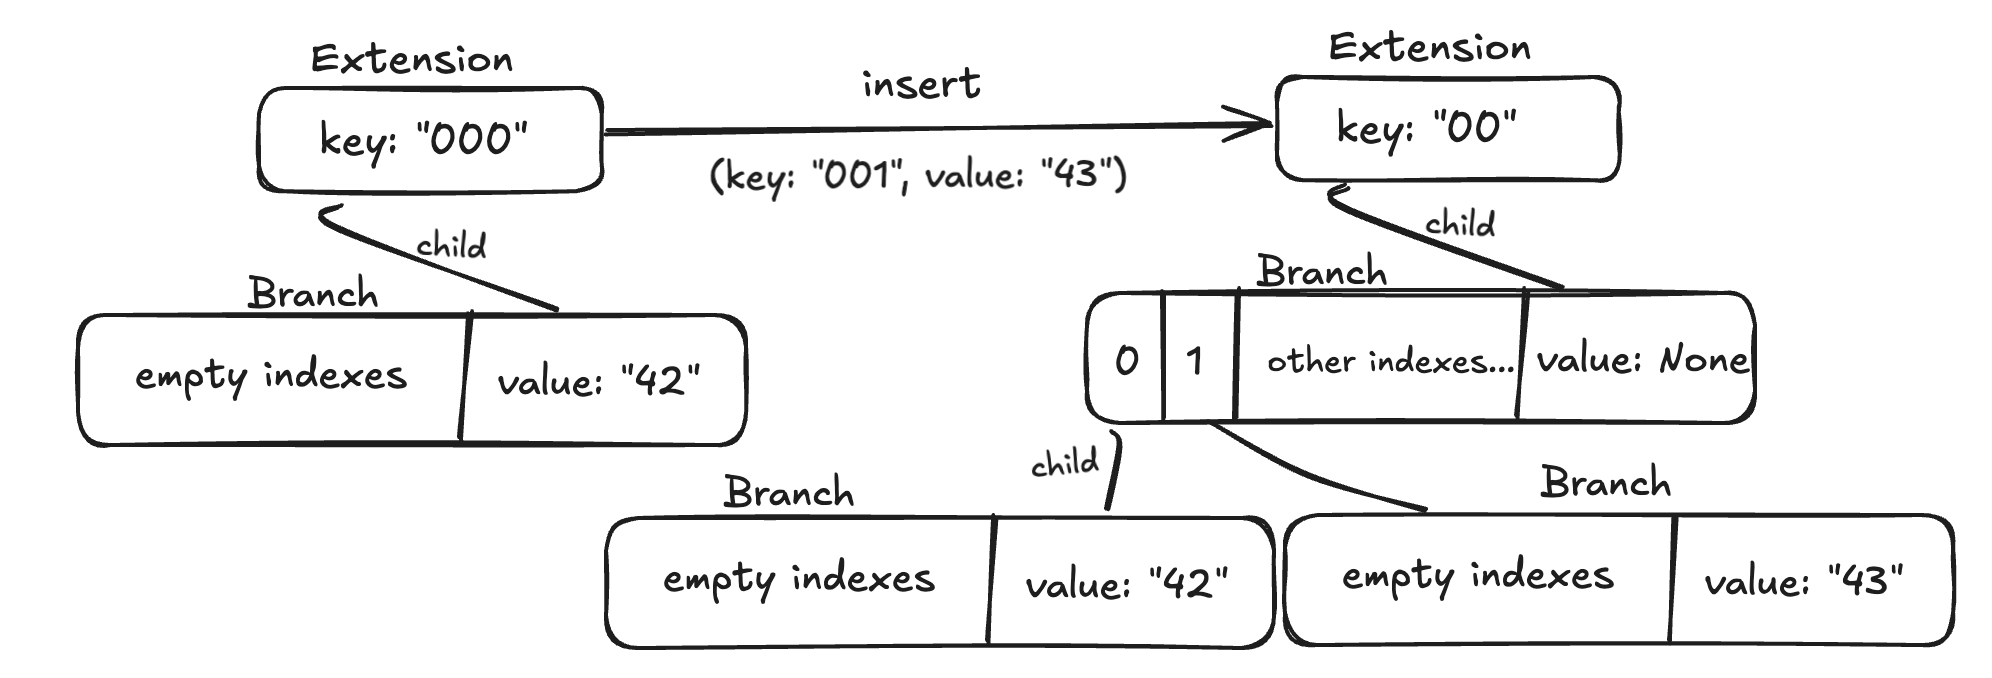 Extension
key: "000"
child
Branch
empty indexes
value: "42"
insert
(key: "001", value: "43")
Extension
key: "00"
child
Branch
0
1
other indexes...
value: None
child
Branch
empty indexes
value: "42"
Branch
empty indexes
value: "43"